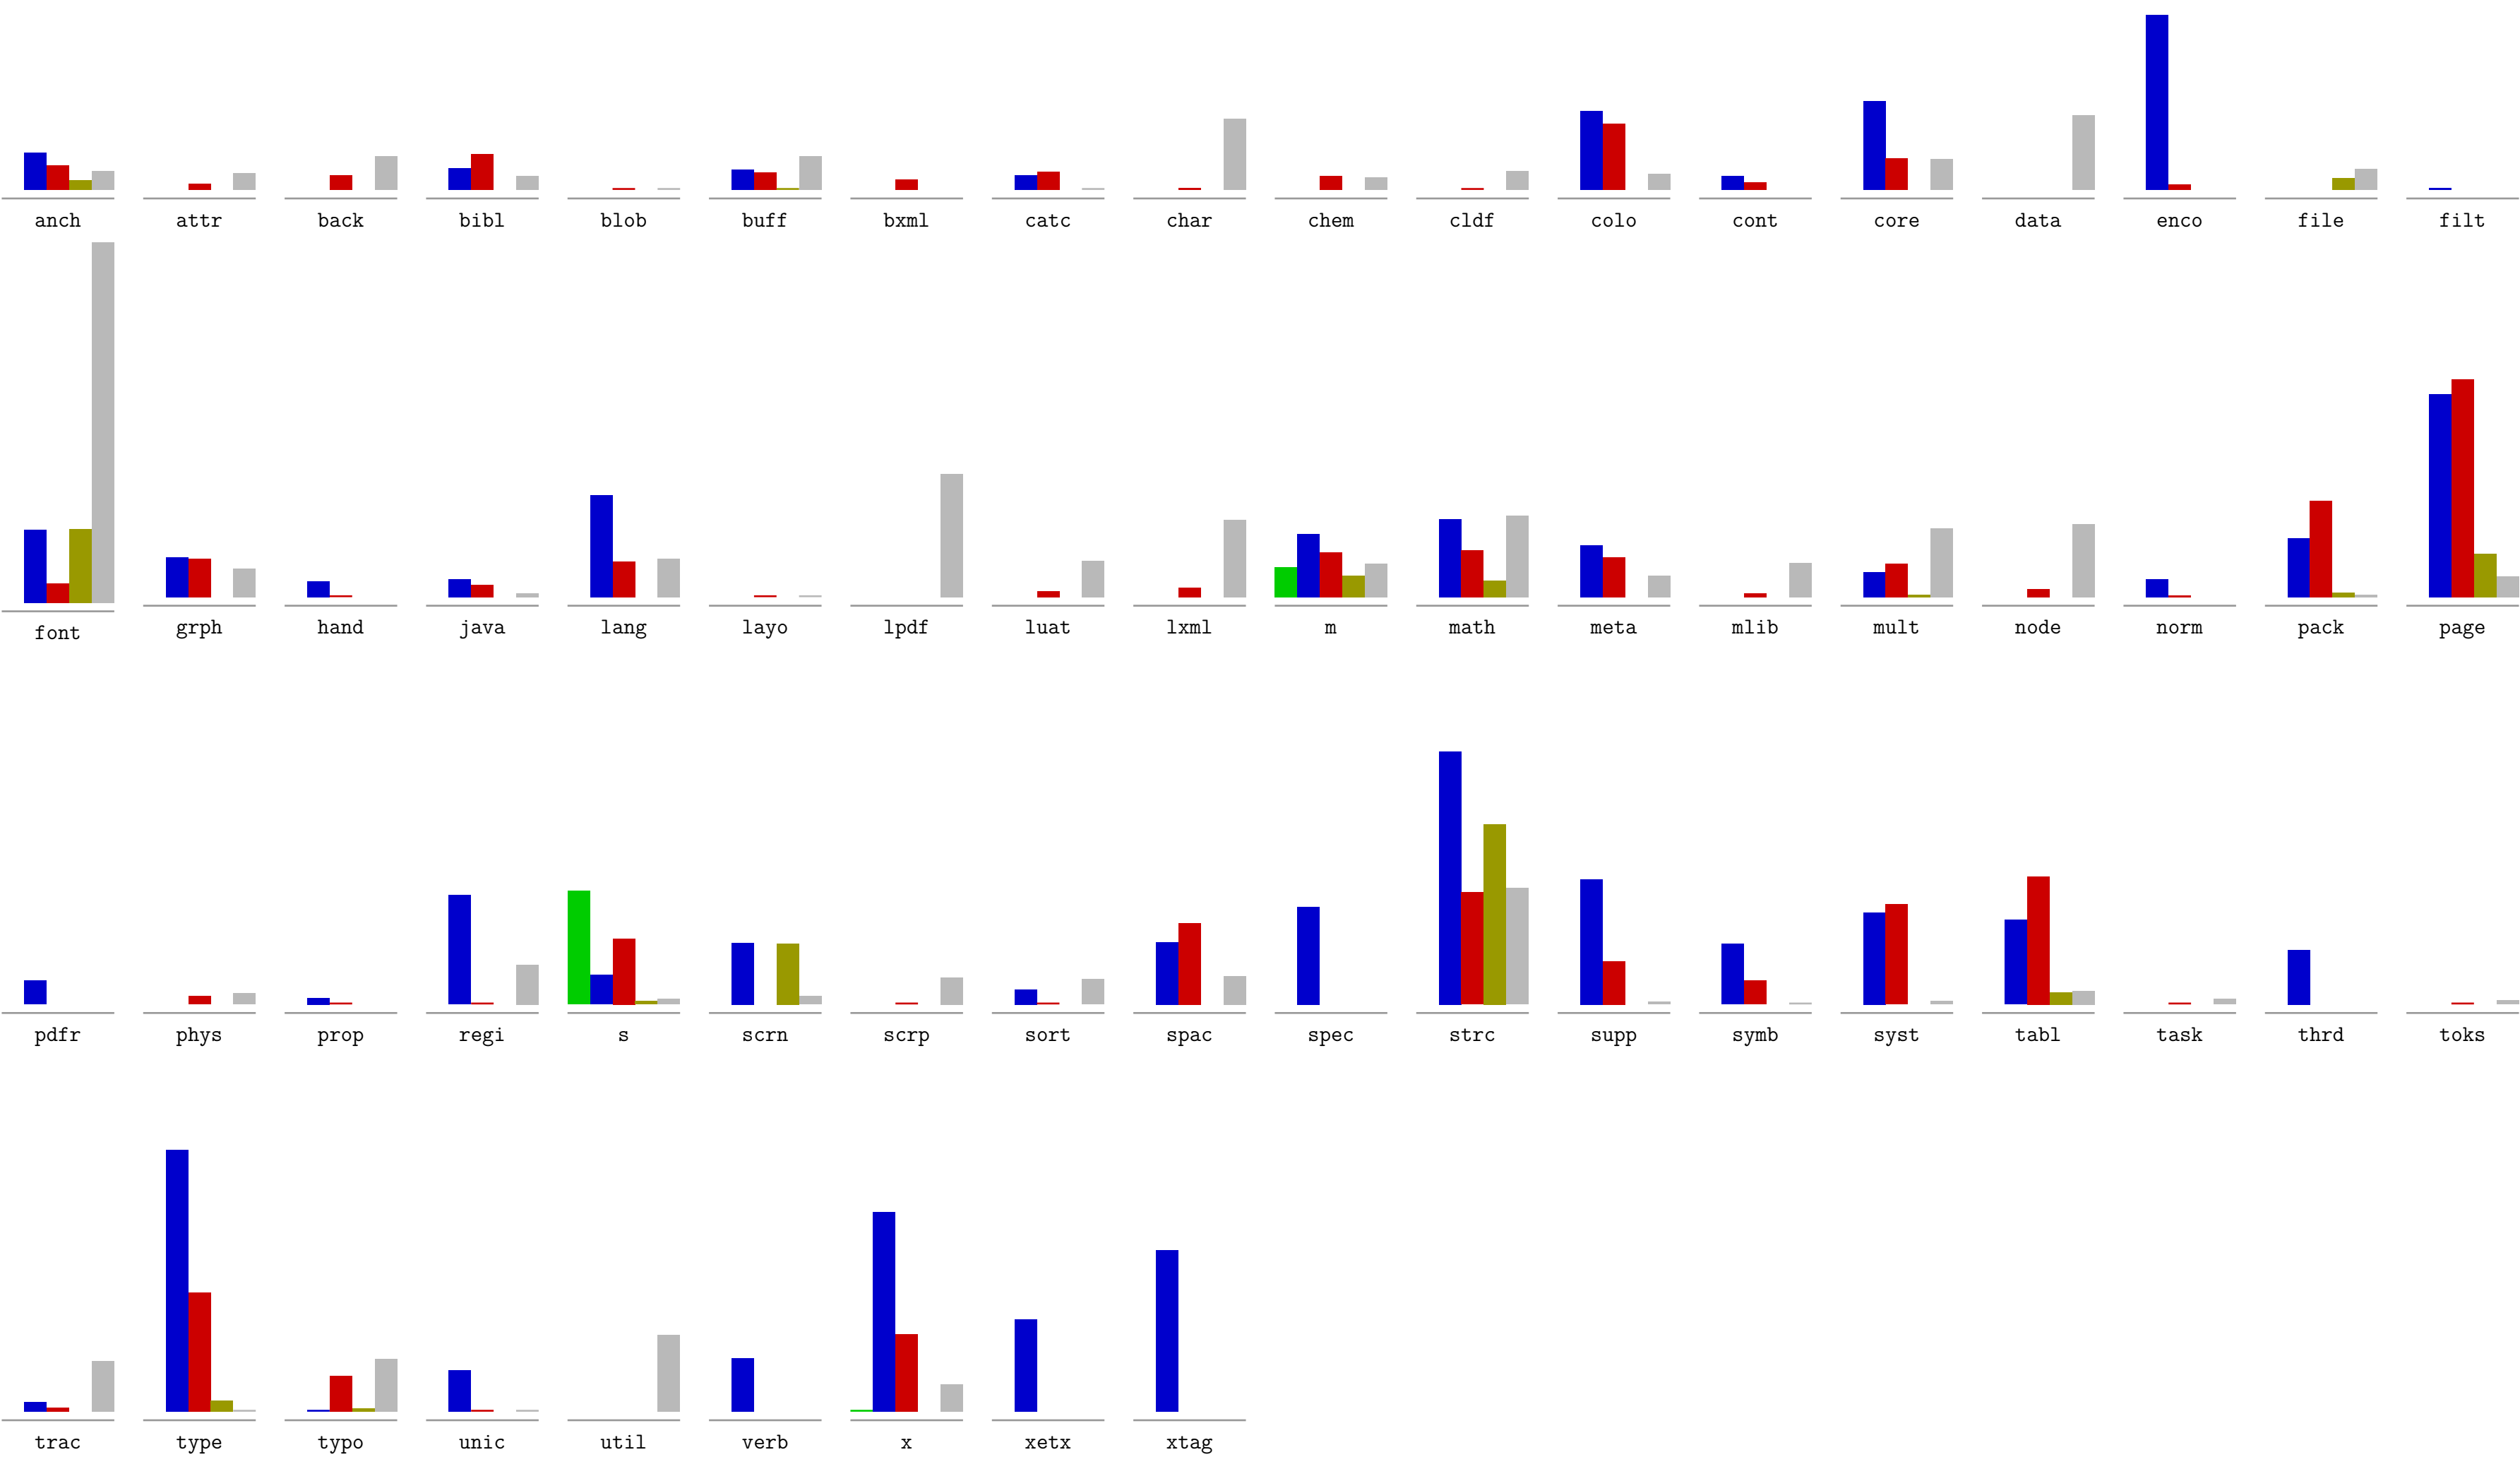 anch attr back bibl blob buff bxml catc char chem cldf colo cont core data enco file filt
font grph hand java lang layo lpdf luat lxml m math meta mlib mult node norm pack page
pdfr phys prop regi s scrn scrp sort spac spec strc supp symb syst tabl task thrd toks
trac type typo unic util verb x xetx xtag